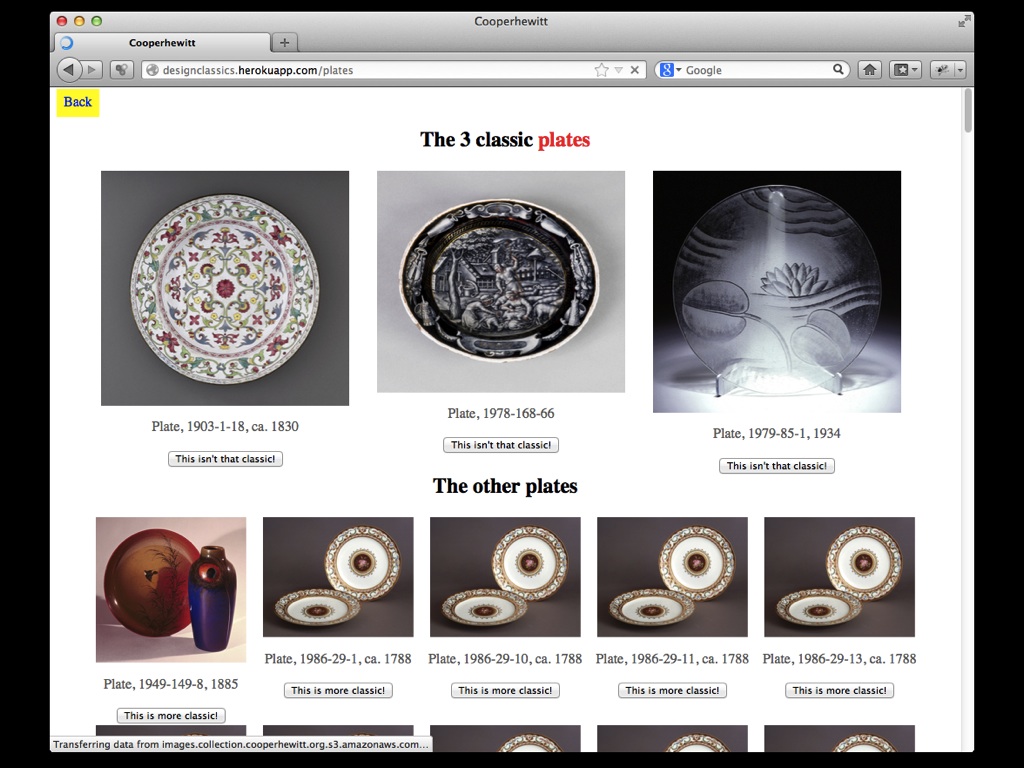 Cooperhewitt
Cooperhewitt
designclassics.herokuapp.com/plates
Google
Back
The 3 classic plates
Plate, 1903-1-18, ca. 1830
Plate, 1978-168-66
Plate, 1979-85-1, 1934
This isn't that classic!
This isn't that classic!
This isn't that classic!
The other plates
Plate, 1949-149-8, 1885
Plate, 1986-29-1, ca. 1788
Plate, 1986-29-10, ca. 1788
Plate, 1986-29-11, ca. 1788
Plate, 1986-29-13, ca. 1788
This is more classic!
This is more classic!
This is more classic!
This is more classic!
This is more classic!
Transferring data from images.collection.cooperhewitt.org.s3.amazonaws.com...